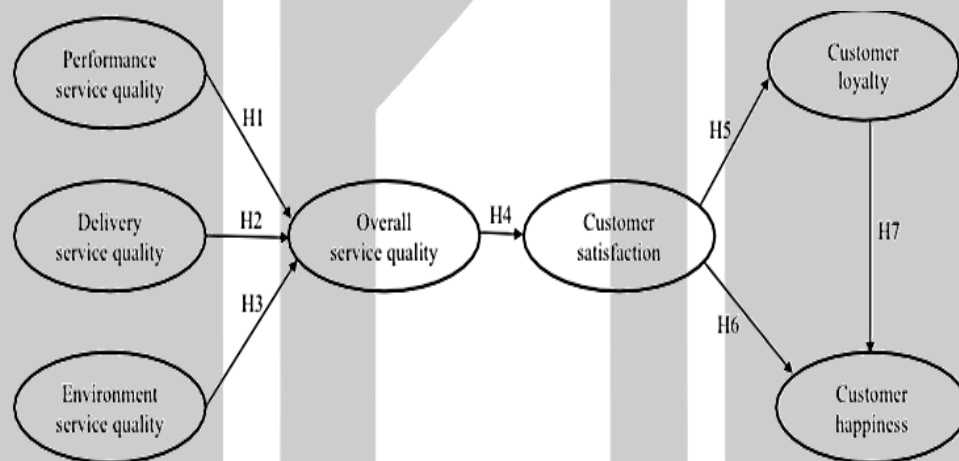 Performance
service quality
H1
Delivery
service quality
H2
Environment
service quality
H3
Overall
service quality
H4
Customer
satisfaction
H5
H6
Customer
loyalty
H7
Customer
happiness